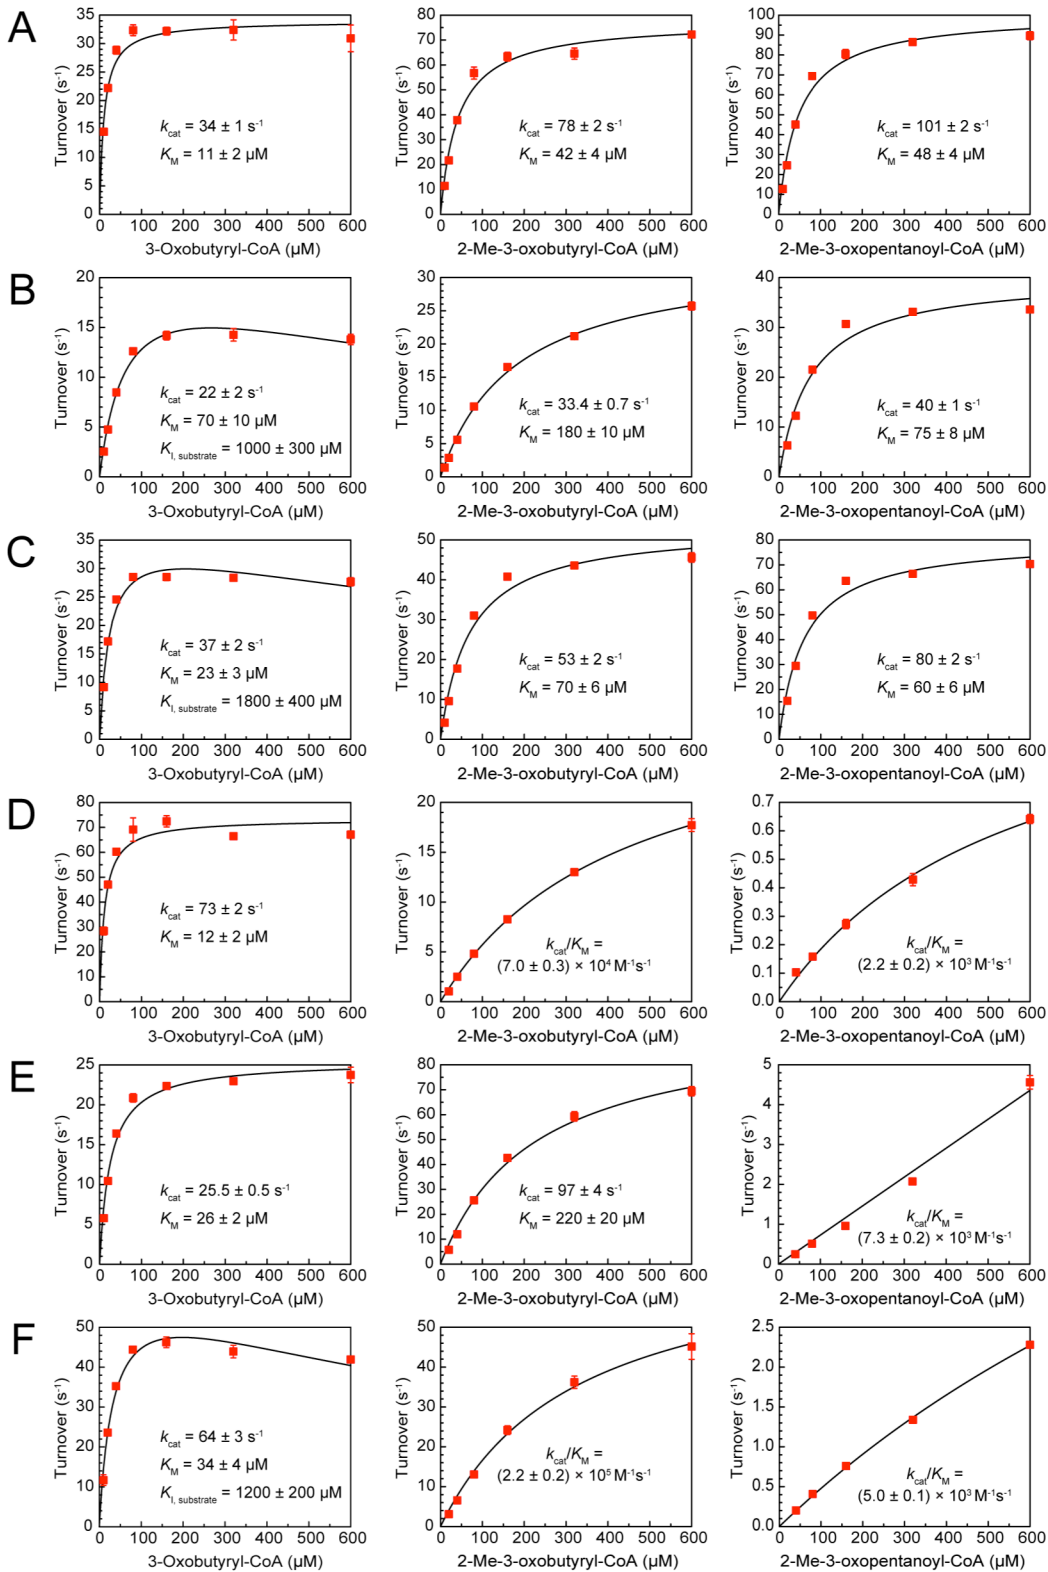 A
Turnover (s⁻¹)
35
30
25
20
15
10
5
0
kcat = 34 ± 1 s⁻¹
KM = 11 ± 2 µM
0 100 200 300 400 500 600
3-Oxobutyryl-CoA (µM)
Turnover (s⁻¹)
80
70
60
50
40
30
20
10
0
kcat = 78 ± 2 s⁻¹
KM = 42 ± 4 µM
0 100 200 300 400 500 600
2-Me-3-oxobutyryl-CoA (µM)
Turnover (s⁻¹)
100
90
80
70
60
50
40
30
20
10
0
kcat = 101 ± 2 s⁻¹
KM = 48 ± 4 µM
0 100 200 300 400 500 600
2-Me-3-oxopentanoyl-CoA (µM)
B
Turnover (s⁻¹)
20
15
10
5
0
kcat = 22 ± 2 s⁻¹
KM = 70 ± 10 µM
KI, substrate = 1000 ± 300 µM
0 100 200 300 400 500 600
3-Oxobutyryl-CoA (µM)
Turnover (s⁻¹)
30
25
20
15
10
5
0
kcat = 33.4 ± 0.7 s⁻¹
KM = 180 ± 10 µM
0 100 200 300 400 500 600
2-Me-3-oxobutyryl-CoA (µM)
Turnover (s⁻¹)
40
30
20
10
0
kcat = 40 ± 1 s⁻¹
KM = 75 ± 8 µM
0 100 200 300 400 500 600
2-Me-3-oxopentanoyl-CoA (µM)
C
Turnover (s⁻¹)
35
30
25
20
15
10
5
0
kcat = 37 ± 2 s⁻¹
KM = 23 ± 3 µM
KI, substrate = 1800 ± 400 µM
0 100 200 300 400 500 600
3-Oxobutyryl-CoA (µM)
Turnover (s⁻¹)
50
40
30
20
10
0
kcat = 53 ± 2 s⁻¹
KM = 70 ± 6 µM
0 100 200 300 400 500 600
2-Me-3-oxobutyryl-CoA (µM)
Turnover (s⁻¹)
80
70
60
50
40
30
20
10
0
kcat = 80 ± 2 s⁻¹
KM = 60 ± 6 µM
0 100 200 300 400 500 600
2-Me-3-oxopentanoyl-CoA (µM)
D
Turnover (s⁻¹)
80
70
60
50
40
30
20
10
0
kcat = 73 ± 2 s⁻¹
KM = 12 ± 2 µM
0 100 200 300 400 500 600
3-Oxobutyryl-CoA (µM)
Turnover (s⁻¹)
20
15
10
5
0
kcat/KM =
(7.0 ± 0.3) × 10⁴ M⁻¹s⁻¹
0 100 200 300 400 500 600
2-Me-3-oxobutyryl-CoA (µM)
Turnover (s⁻¹)
0.7
0.6
0.5
0.4
0.3
0.2
0.1
0.0
kcat/KM =
(2.2 ± 0.2) × 10³ M⁻¹s⁻¹
0 100 200 300 400 500 600
2-Me-3-oxopentanoyl-CoA (µM)
E
Turnover (s⁻¹)
25
20
15
10
5
0
kcat = 25.5 ± 0.5 s⁻¹
KM = 26 ± 2 µM
0 100 200 300 400 500 600
3-Oxobutyryl-CoA (µM)
Turnover (s⁻¹)
80
70
60
50
40
30
20
10
0
kcat = 97 ± 4 s⁻¹
KM = 220 ± 20 µM
0 100 200 300 400 500 600
2-Me-3-oxobutyryl-CoA (µM)
Turnover (s⁻¹)
5
4
3
2
1
0
kcat/KM =
(7.3 ± 0.2) × 10³ M⁻¹s⁻¹
0 100 200 300 400 500 600
2-Me-3-oxopentanoyl-CoA (µM)
F
Turnover (s⁻¹)
50
40
30
20
10
0
kcat = 64 ± 3 s⁻¹
KM = 34 ± 4 µM
KI, substrate = 1200 ± 200 µM
0 100 200 300 400 500 600
3-Oxobutyryl-CoA (µM)
Turnover (s⁻¹)
50
40
30
20
10
0
kcat/KM =
(2.2 ± 0.2) × 10⁵ M⁻¹s⁻¹
0 100 200 300 400 500 600
2-Me-3-oxobutyryl-CoA (µM)
Turnover (s⁻¹)
2.5
2.0
1.5
1.0
0.5
0.0
kcat/KM =
(5.0 ± 0.1) × 10³ M⁻¹s⁻¹
0 100 200 300 400 500 600
2-Me-3-oxopentanoyl-CoA (µM)